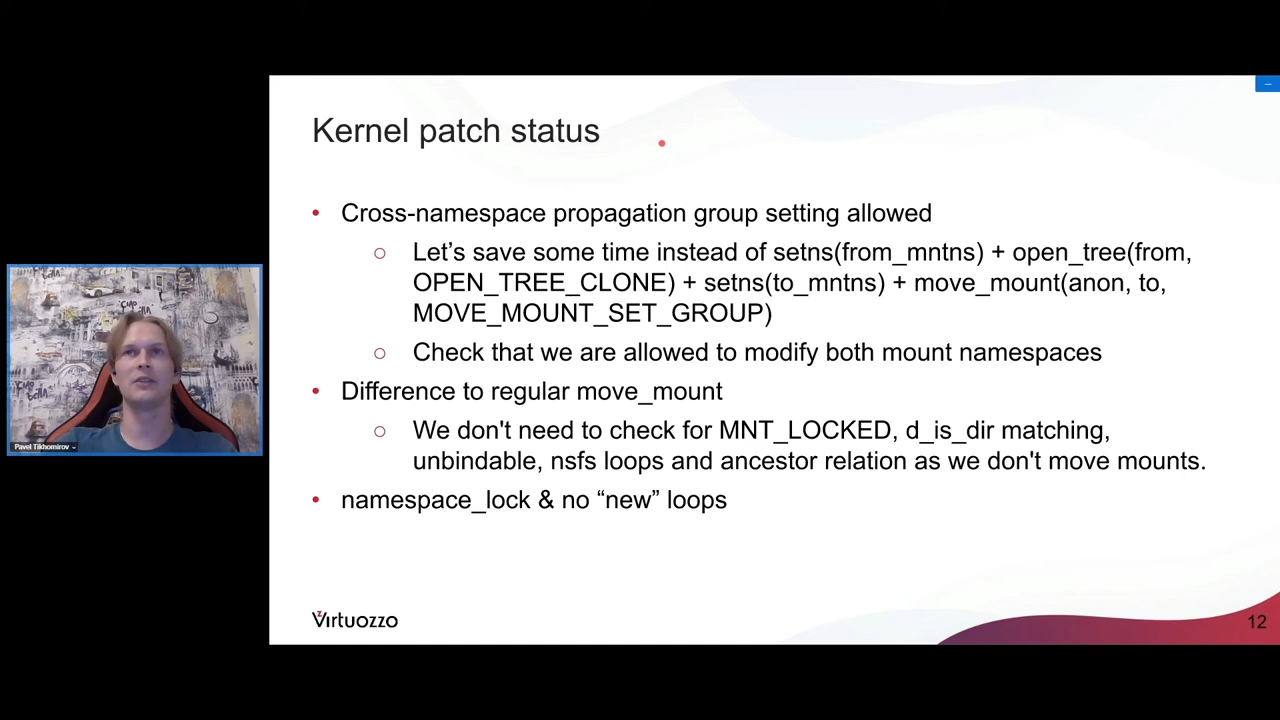 Kernel patch status
• Cross-namespace propagation group setting allowed
○ Let’s save some time instead of setns(from_mntns) + open_tree(from,
OPEN_TREE_CLONE) + setns(to_mntns) + move_mount(anon, to,
MOVE_MOUNT_SET_GROUP)
○ Check that we are allowed to modify both mount namespaces
• Difference to regular move_mount
○ We don't need to check for MNT_LOCKED, d_is_dir matching,
unbindable, nsfs loops and ancestor relation as we don't move mounts.
• namespace_lock & no “new” loops
Pavel Tikhomirov
Virtuozzo
12